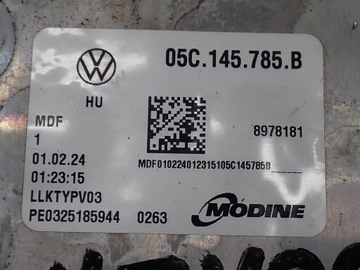 05C.145.785.B
HU
MDF
1
8978181
01.02.24
MDF010224012315105C145785B
01:23:15
LLKTYPV03
PE0325185944 0263
MODINE